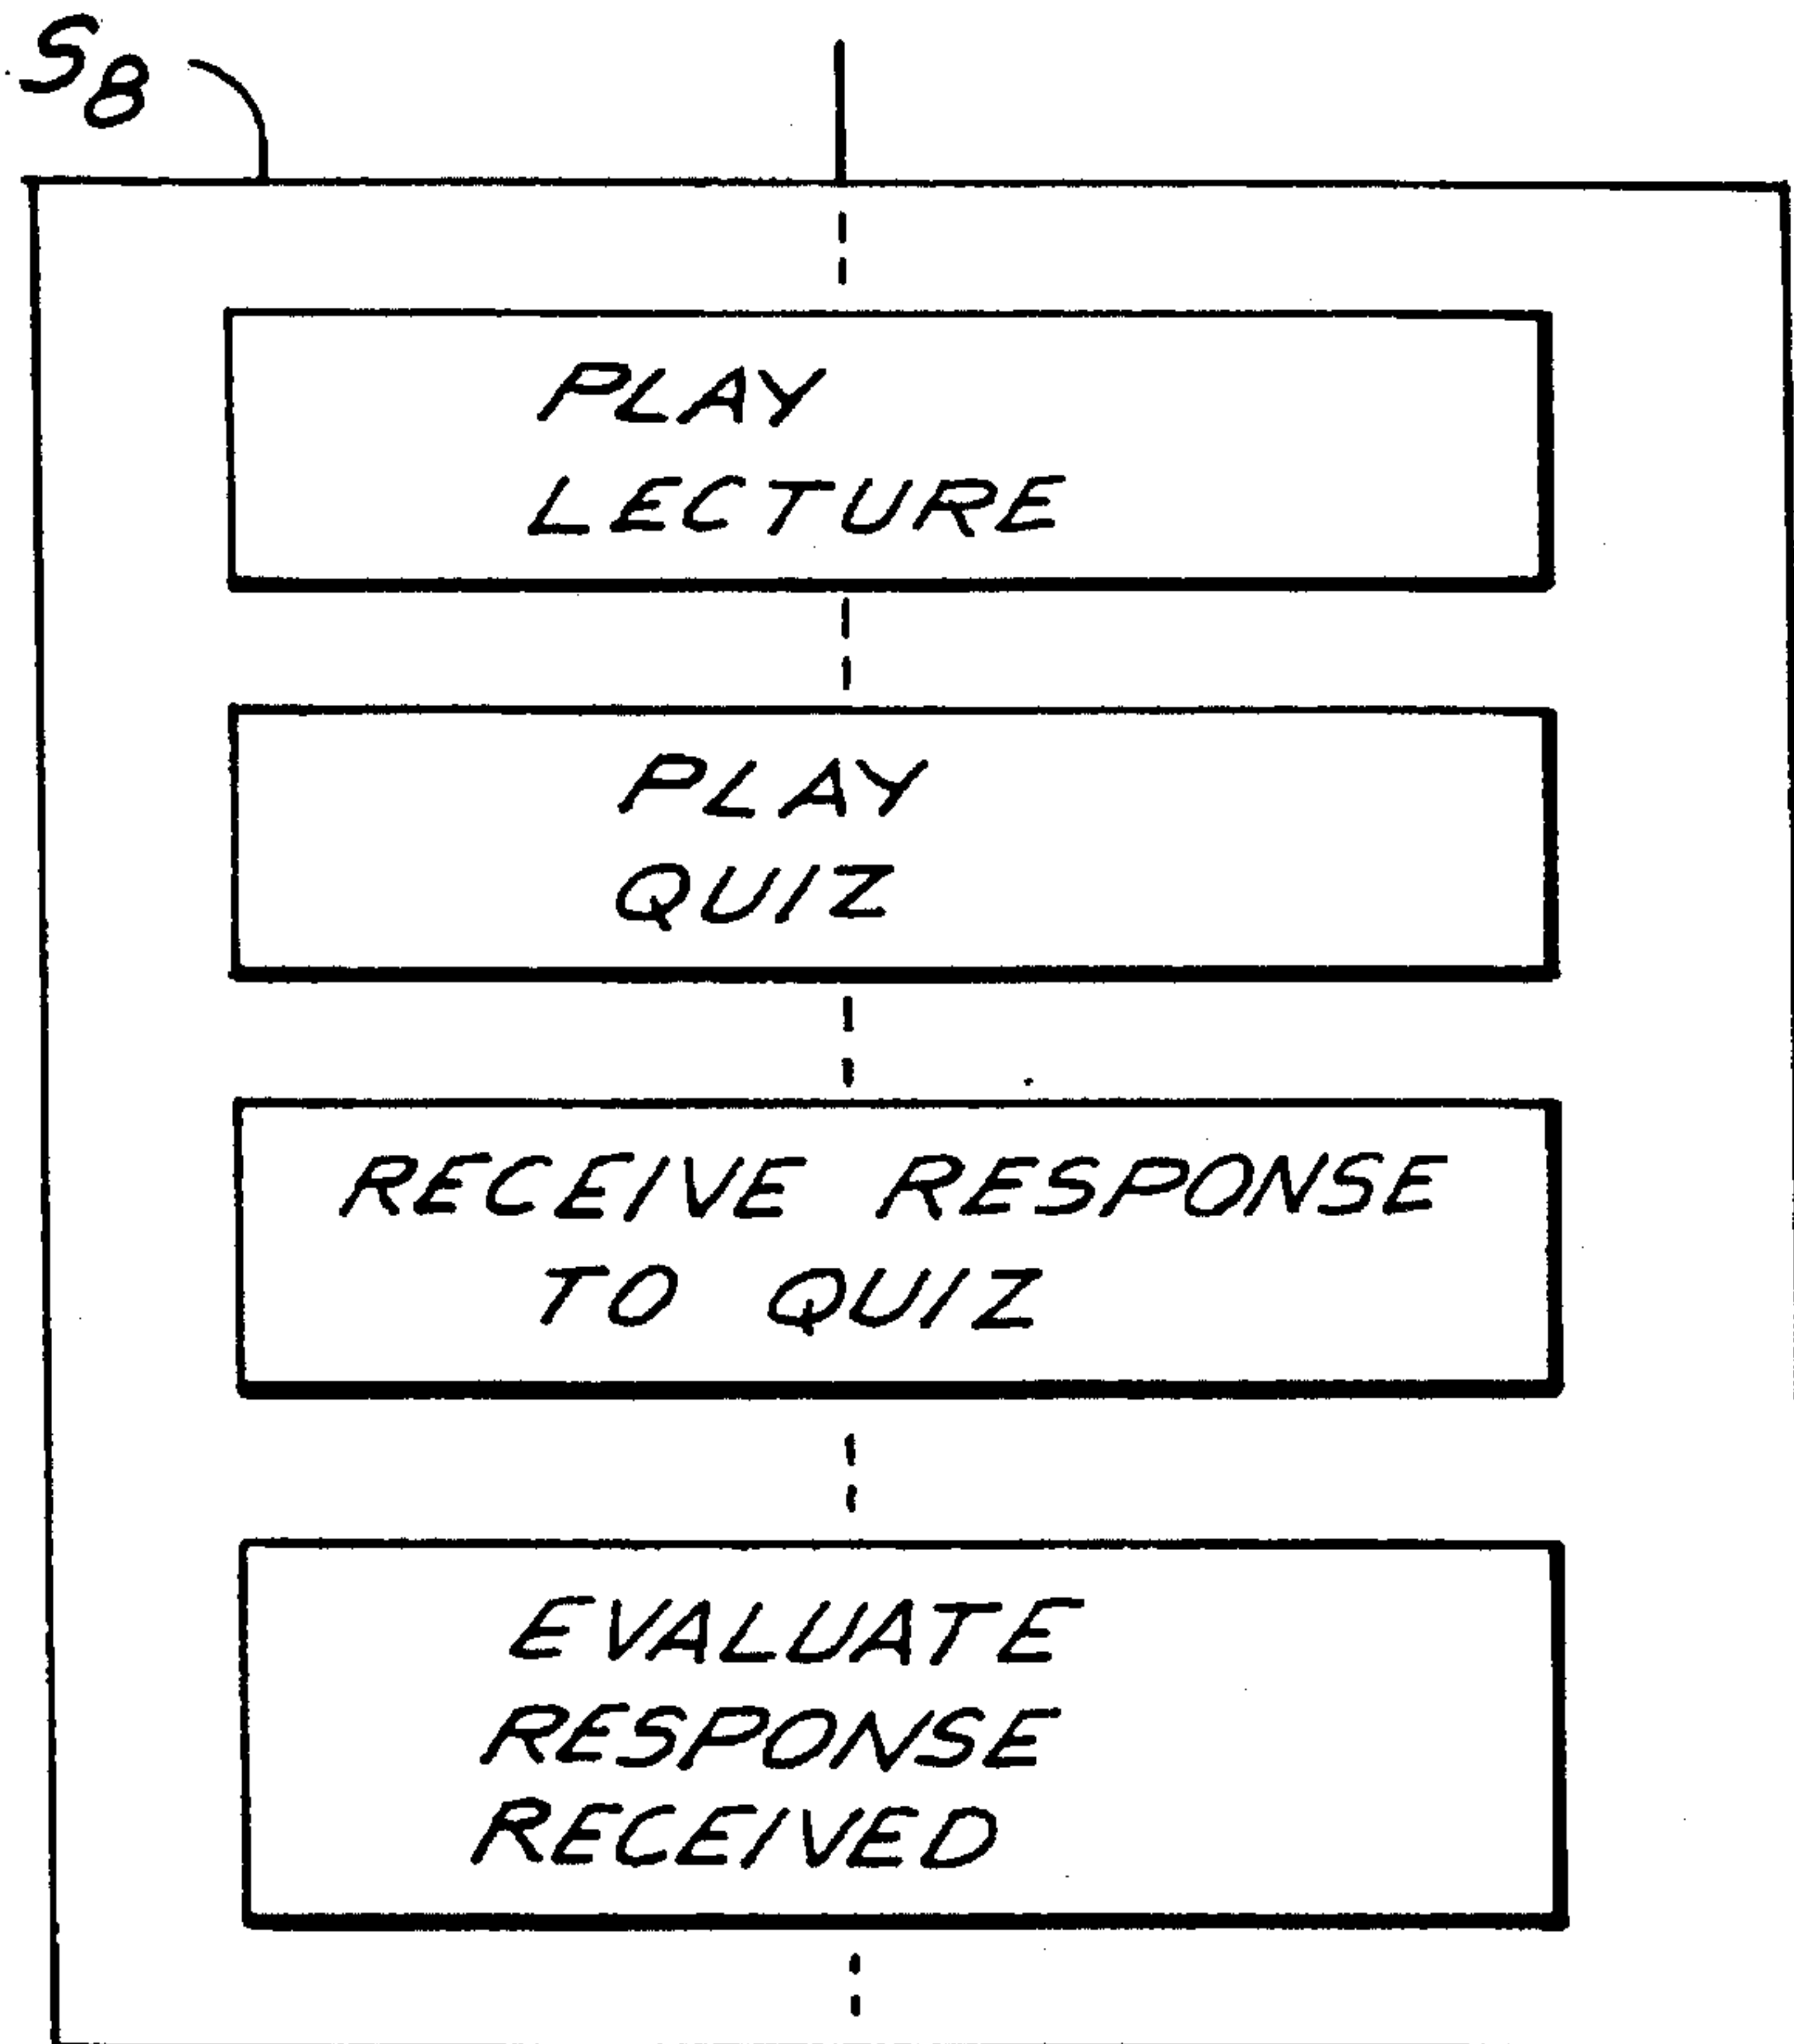 S8
PLAY
LECTURE
PLAY
QUIZ
RECEIVE RESPONSE
TO QUIZ
EVALUATE
RESPONSE
RECEIVED